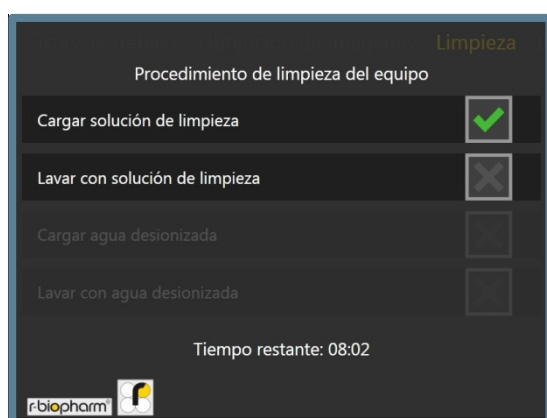 Limpieza
Procedimiento de limpieza del equipo
Cargar solución de limpieza
Lavar con solución de limpieza
Cargar agua desionizada
Lavar con agua desionizada
Tiempo restante: 08:02
r-biopharm®